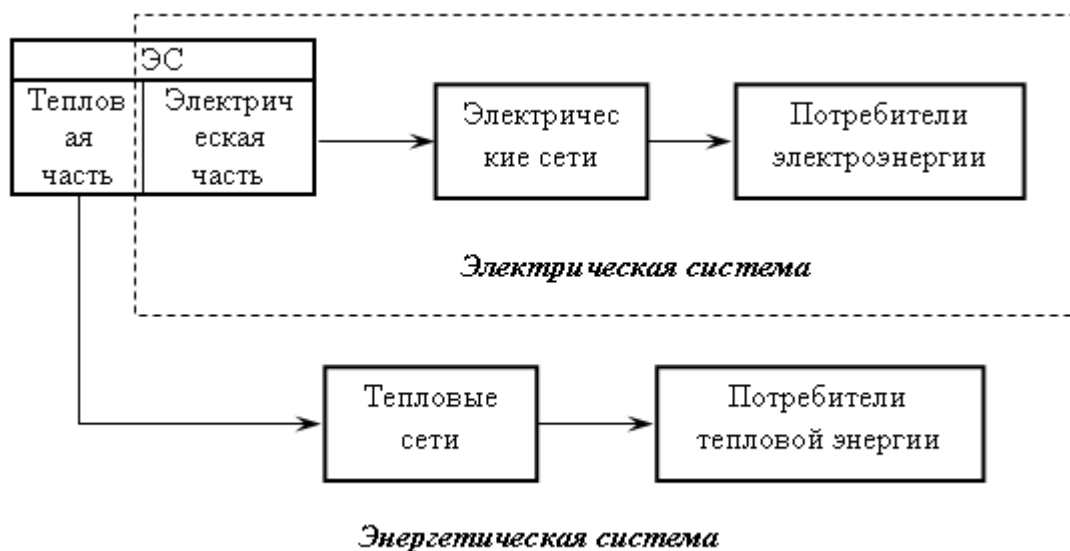 ЭС
Теплов
ая
часть
Электрич
еская
часть
Электричес
кие сети
Потребители
электроэнергии
Электрическая система
Тепловые
сети
Потребители
тепловой энергии
Энергетическая система